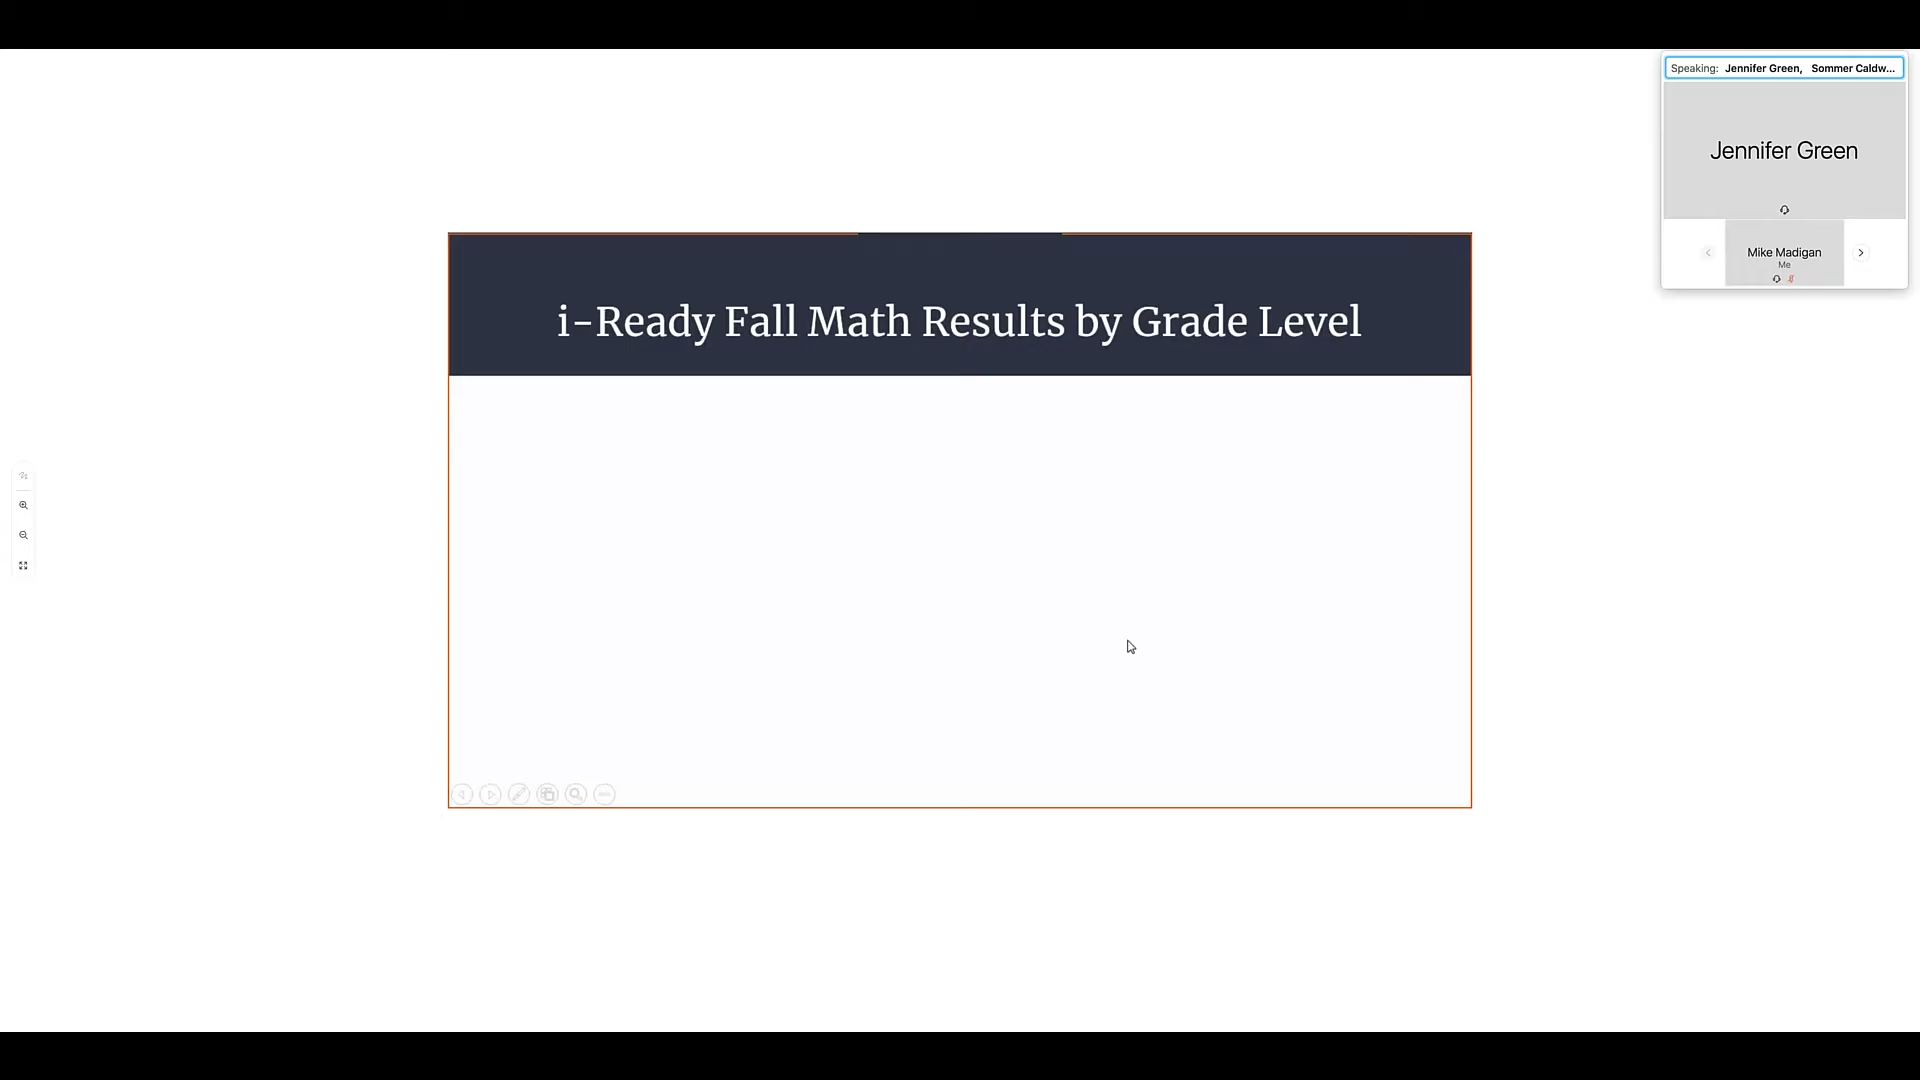 Speaking: Jennifer Green, Sommer Caldw...
Jennifer Green
Mike Madigan
Me
i-Ready Fall Math Results by Grade Level